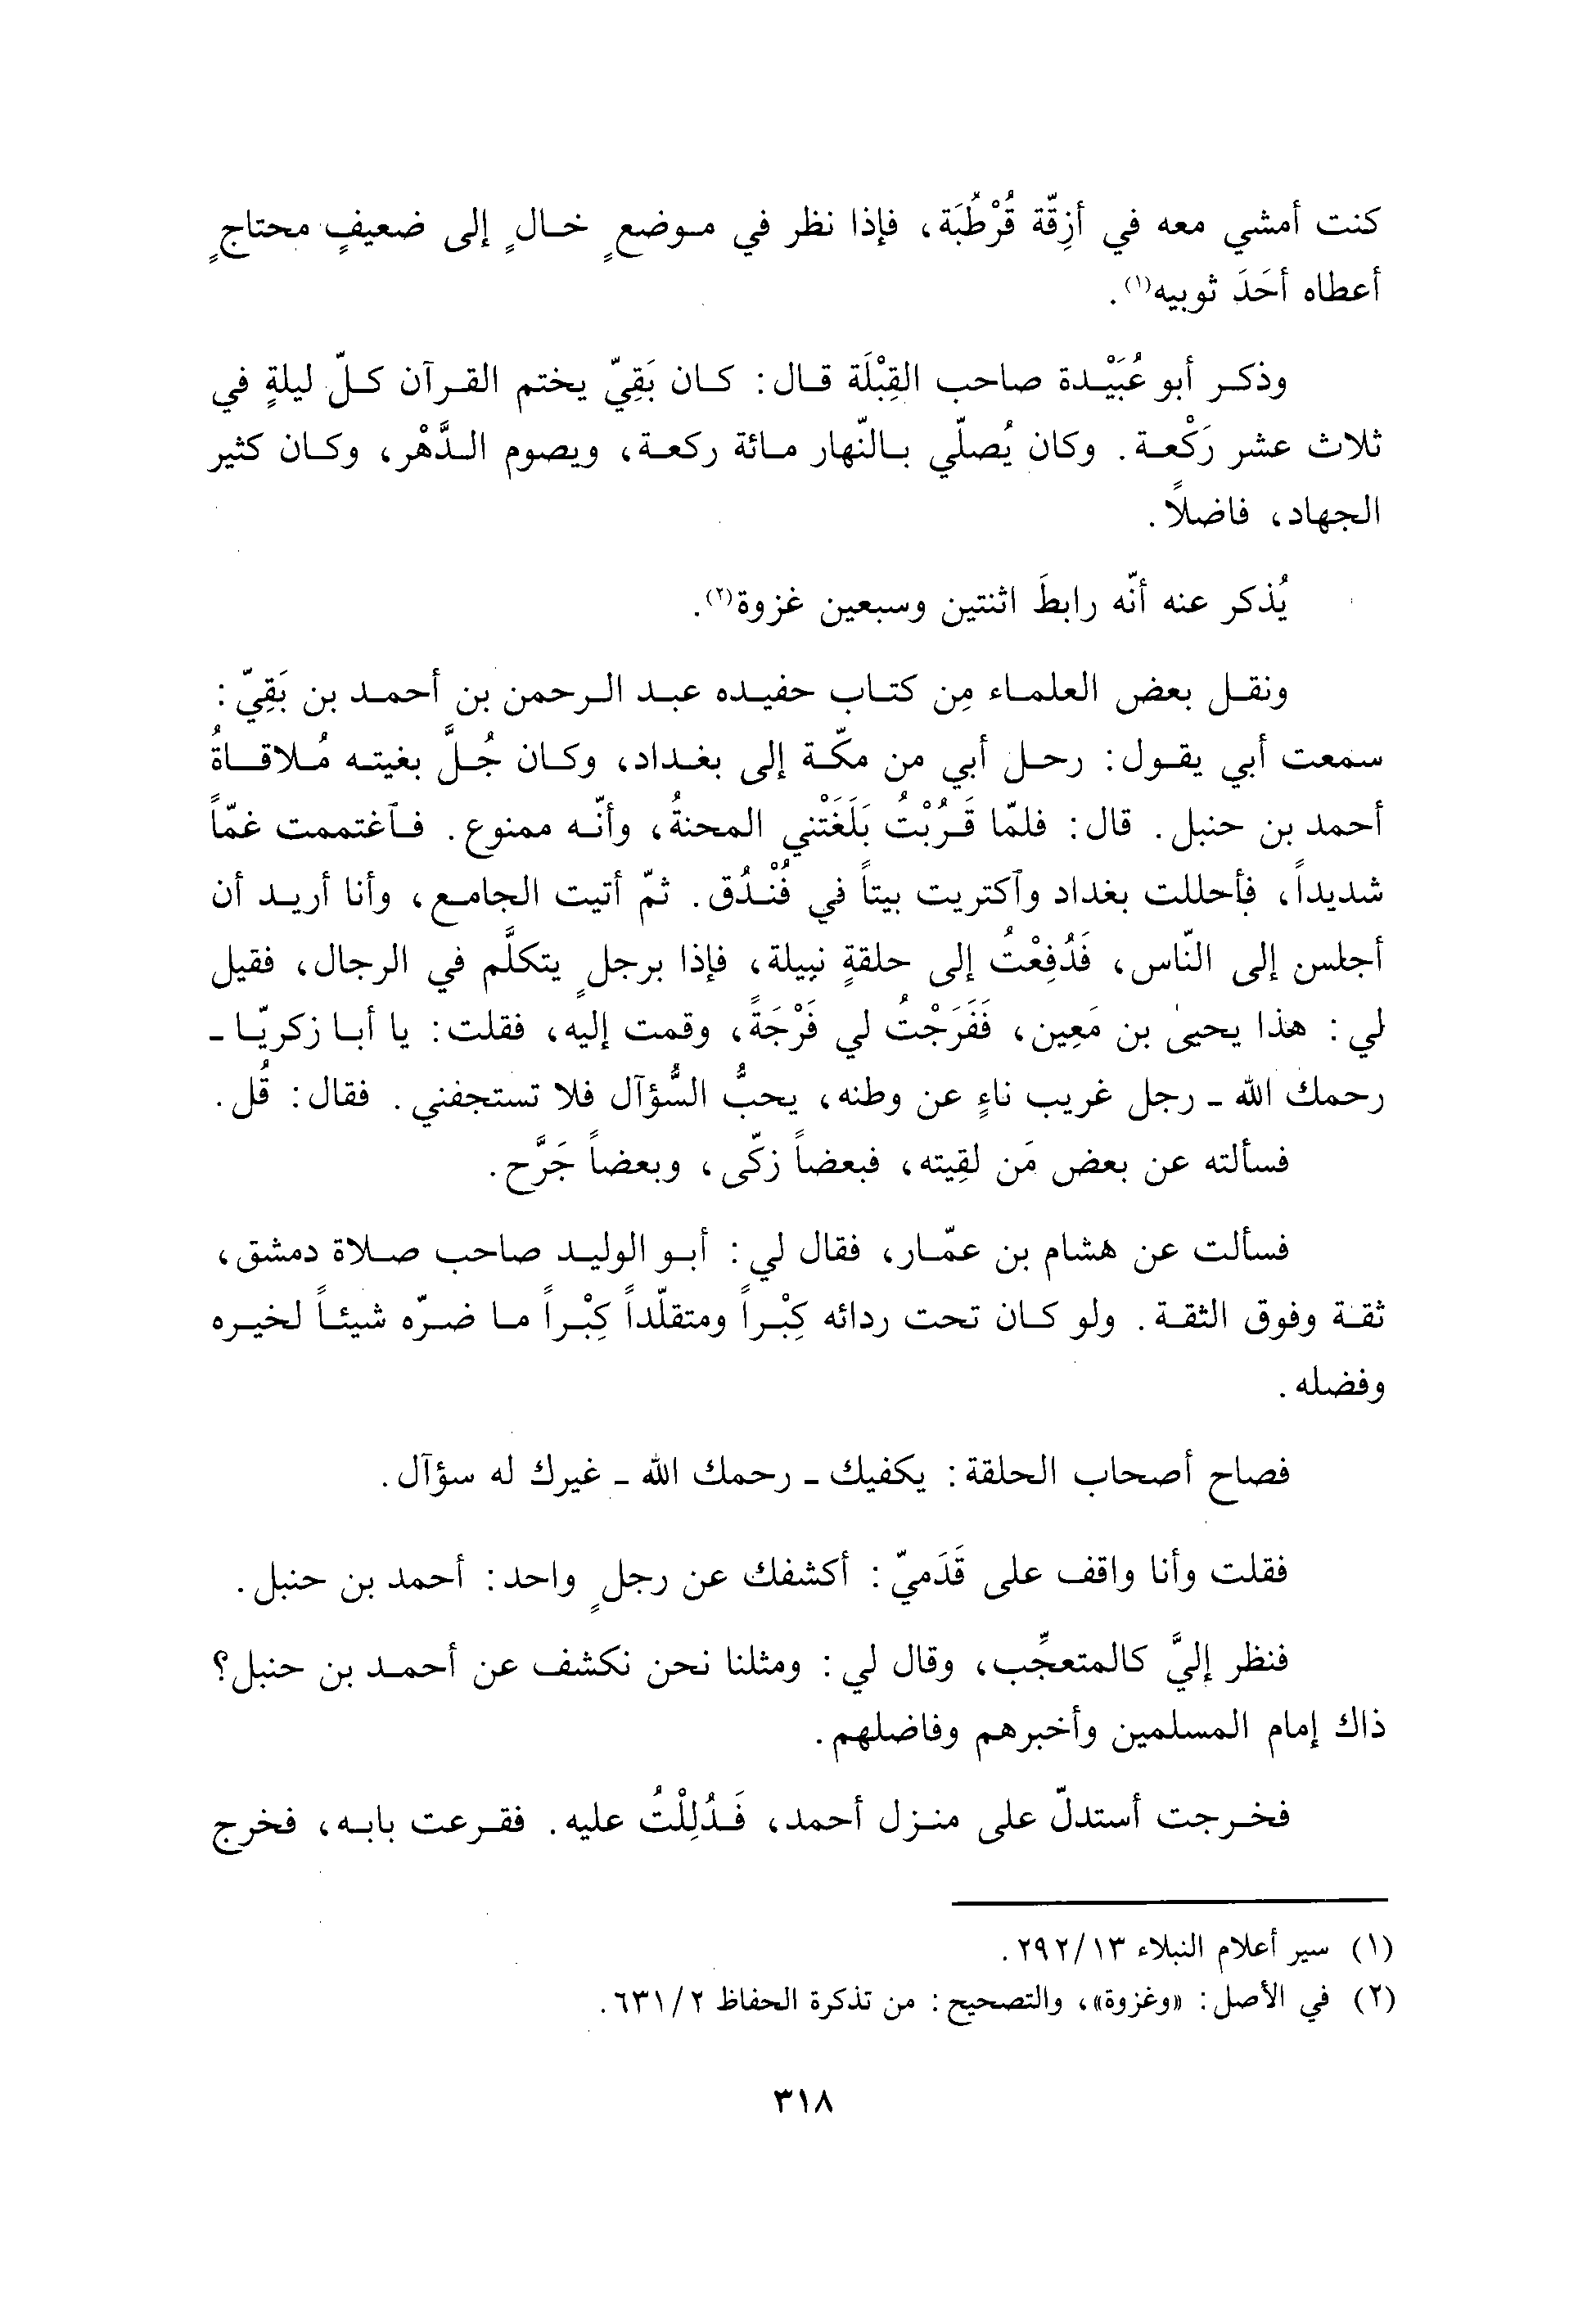 كنت أمشي معه في أزِقّة قُرْطُبَة، فإذا نظر في موضعٍ خالٍ إلى ضعيفٍ محتاجٍ
أعطاه أحَدَ ثوبيه(١).
وذكر أبو عُبَيْدة صاحب القِبْلَة قال: كان بَقِيّ يختم القرآن كلّ ليلةٍ في
ثلاث عشر رَكْعة. وكان يُصلّي بالنّهار مائة ركعة، ويصوم الدَّهْر، وكان كثير
الجهاد، فاضلاً.
يُذكر عنه أنّه رابطَ اثنتين وسبعين غزوة(٢).
ونقل بعض العلماء مِن كتاب حفيده عبد الرحمن بن أحمد بن بَقِيّ:
سمعت أبي يقول: رحل أبي من مكّة إلى بغداد، وكان جُلَّ بغيته مُلاقاةُ
أحمد بن حنبل. قال: فلمّا قَرُبْتُ بَلَغَتْني المحنةُ، وأنّه ممنوع. فٱغتممت غمّاً
شديداً، فأحللت بغداد وٱكتريت بيتاً في فُنْدُق. ثمّ أتيت الجامع، وأنا أريد أن
أجلس إلى النّاس، فَدُفِعْتُ إلى حلقةٍ نبيلة، فإذا برجلٍ يتكلَّم في الرجال، فقيل
لي: هذا يحيىٰ بن مَعِين، فَفَرَجْتُ لي فَرْجَةً، وقمت إليه، فقلت: يا أبا زكريّا ـ
رحمك الله ـ رجل غريب ناءٍ عن وطنه، يحبُّ السُّؤآل فلا تستجفني. فقال: قُل.
فسألته عن بعض مَن لقِيته، فبعضاً زكّى، وبعضاً جَرَّح.
فسألت عن هشام بن عمّار، فقال لي: أبو الوليد صاحب صلاة دمشق،
ثقة وفوق الثقة. ولو كان تحت ردائه كِبْراً ومتقلّداً كِبْراً ما ضرّه شيئاً لخيره
وفضله.
فصاح أصحاب الحلقة: يكفيك ـ رحمك الله ـ غيرك له سؤآل.
فقلت وأنا واقف على قَدَميّ: أكشفك عن رجلٍ واحد: أحمد بن حنبل.
فنظر إليَّ كالمتعجِّب، وقال لي: ومثلنا نحن نكشف عن أحمد بن حنبل؟
ذاك إمام المسلمين وأخبرهم وفاضلهم.
فخرجت أستدلّ على منزل أحمد، فَدُلِلْتُ عليه. فقرعت بابه، فخرج
(١) سير أعلام النبلاء ٢٩٢/١٣.
(٢) في الأصل: «وغزوة»، والتصحيح: من تذكرة الحفاظ ٦٣١/٢.
٣١٨